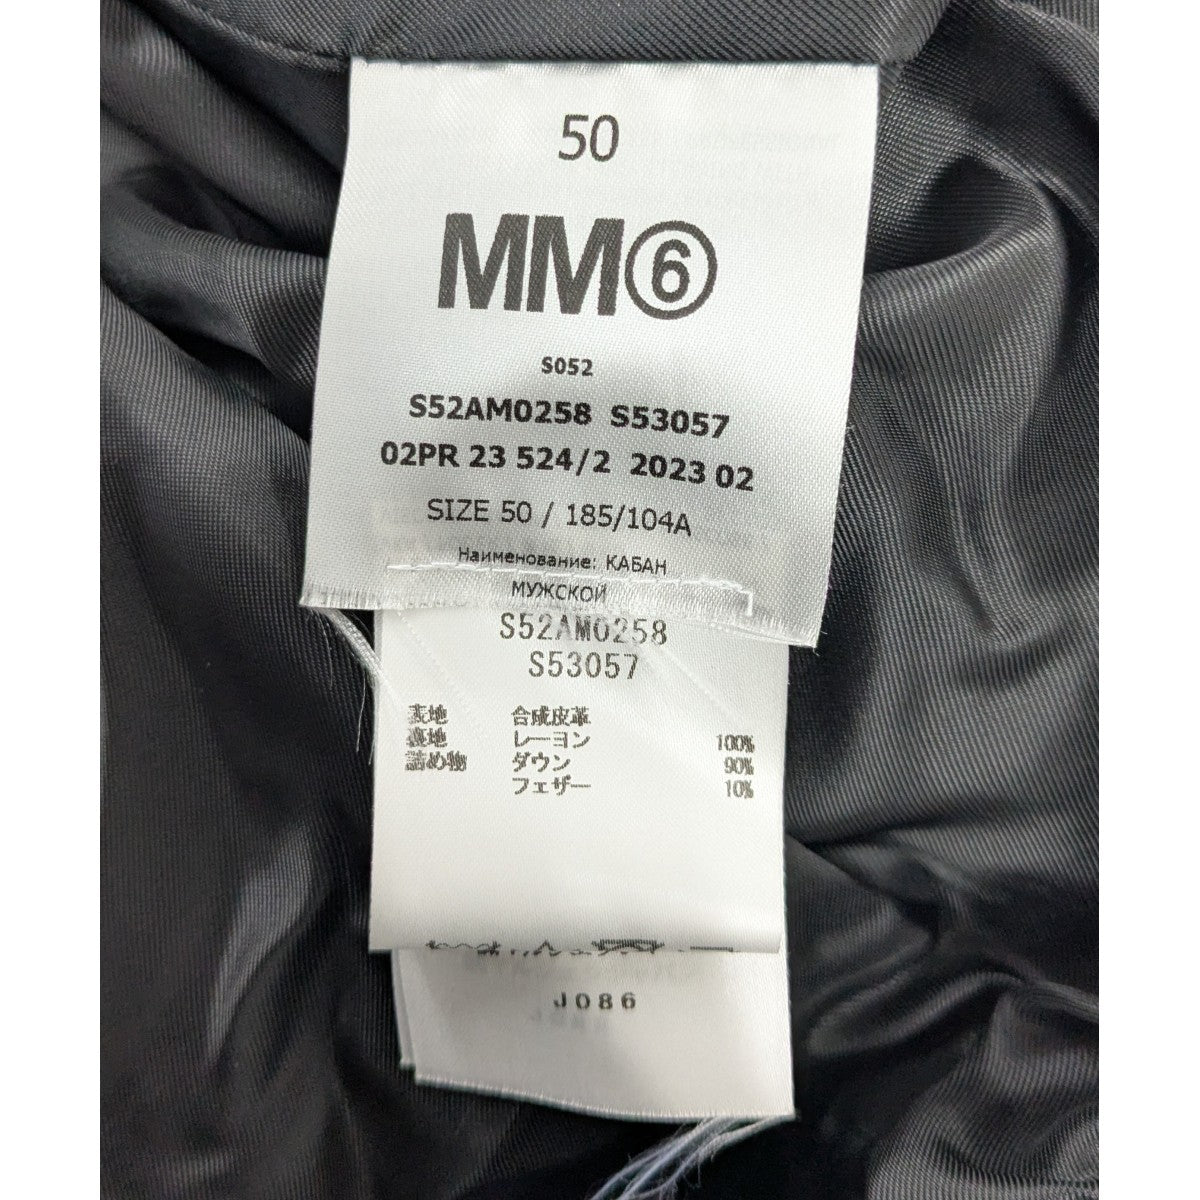 50
MM⑥
S052
S52AM0258 S53057
02PR 23 524/2 2023 02
SIZE 50 / 185/104A
Наименование: КАБАН
МУЖСКОЙ
S52AM0258
S53057
表地 合成皮革
裏地 レーヨン 100%
詰め物 ダウン 90%
フェザー 10%
J086